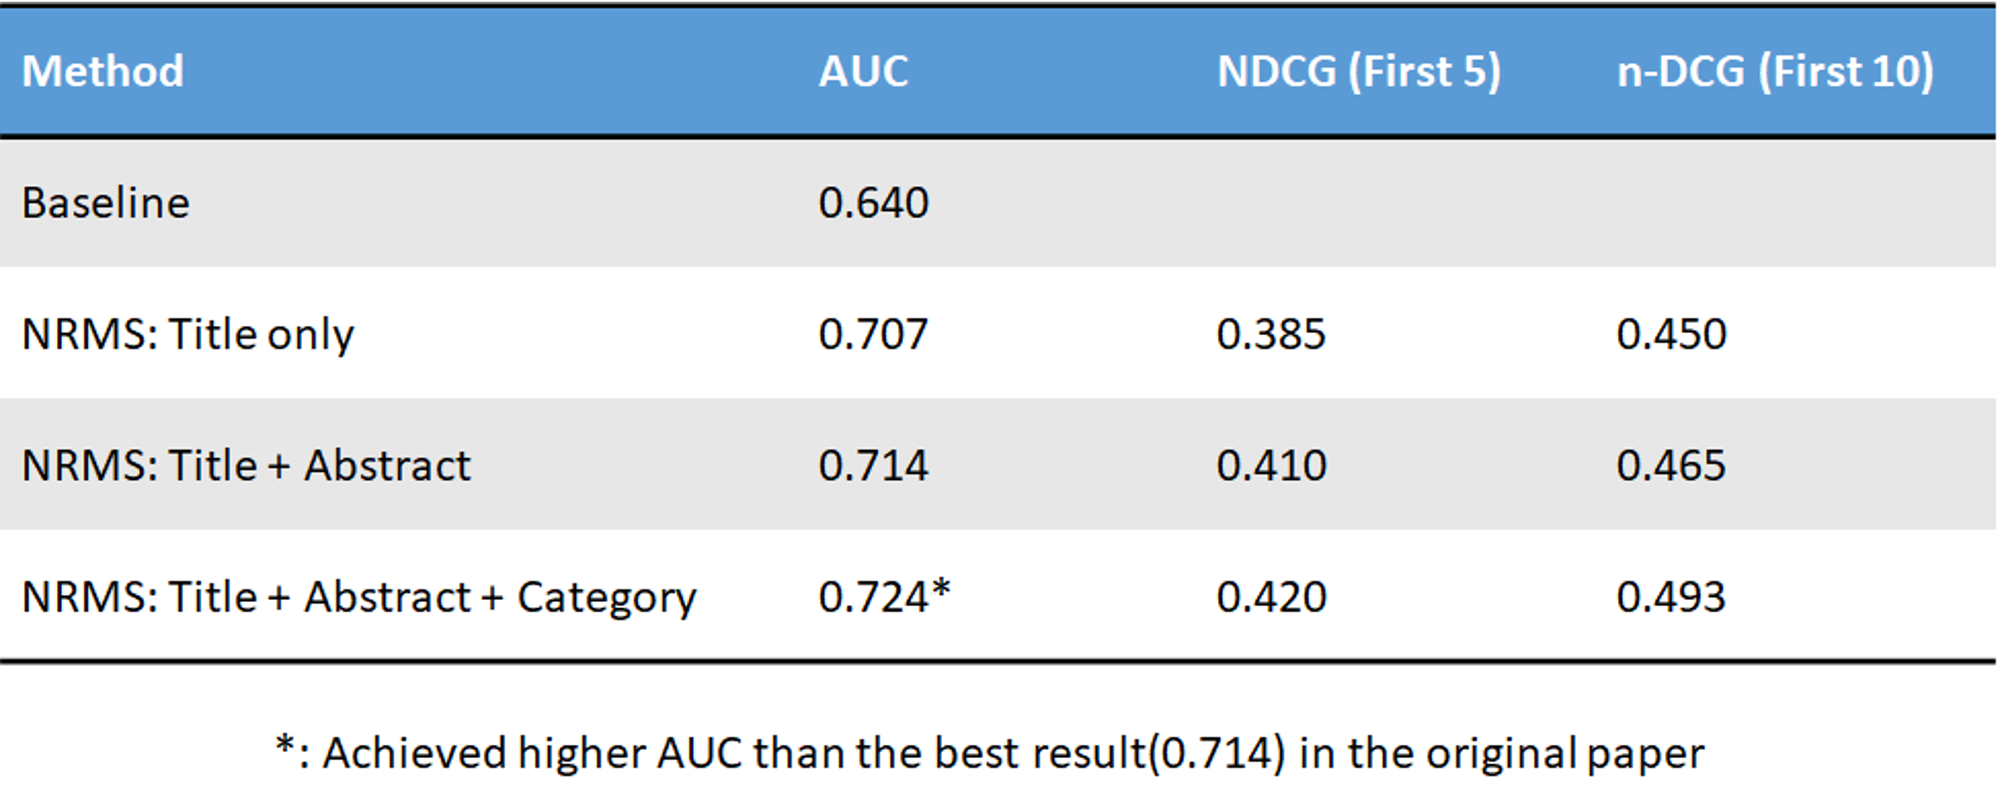 Method AUC NDCG (First 5) n-DCG (First 10)
Baseline 0.640
NRMS: Title only 0.707 0.385 0.450
NRMS: Title + Abstract 0.714 0.410 0.465
NRMS: Title + Abstract + Category 0.724* 0.420 0.493
*: Achieved higher AUC than the best result(0.714) in the original paper